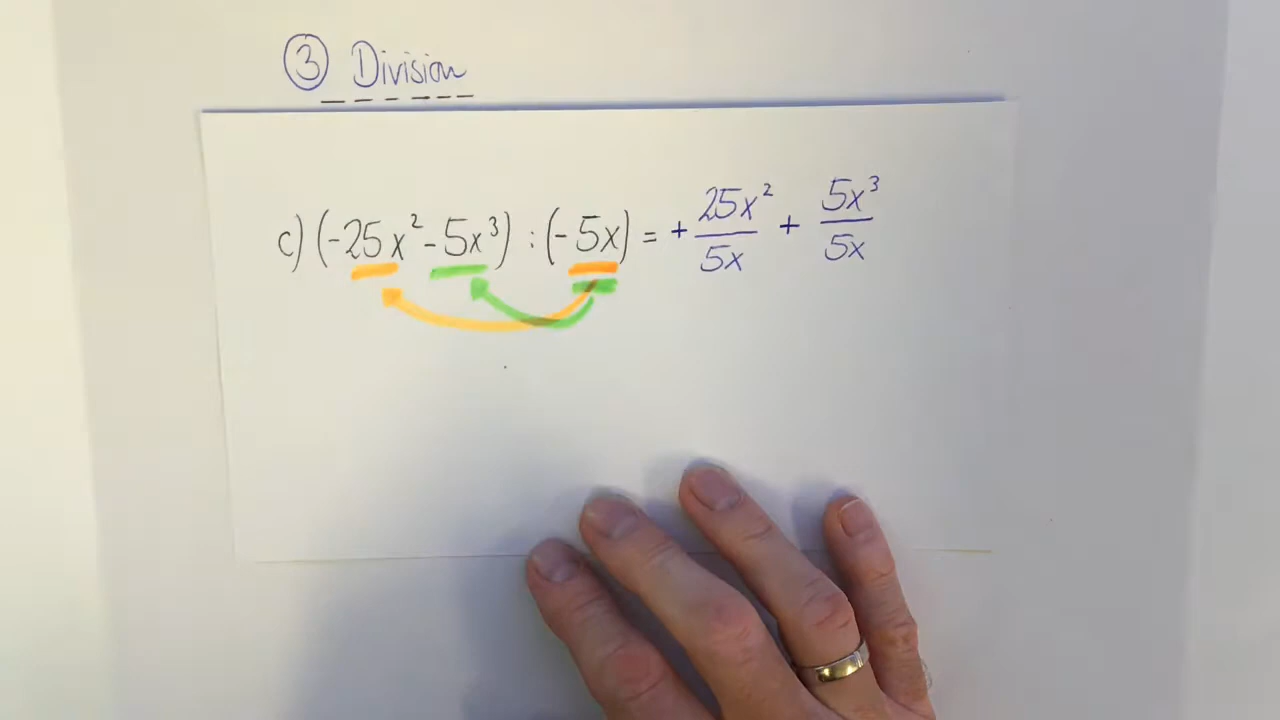 ③ Division
c) (-25x² - 5x³) : (-5x) = + 25x²/5x + 5x³/5x